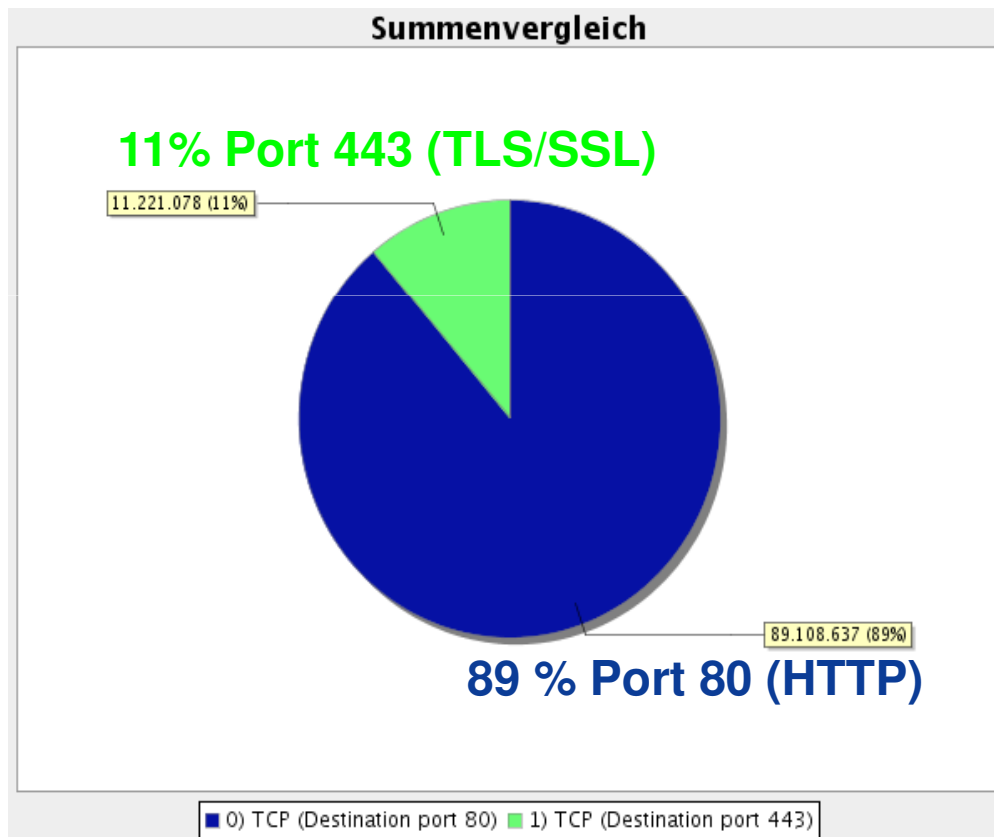 Summenvergleich
11% Port 443 (TLS/SSL)
11.221.078 (11%)
89.108.637 (89%)
89 % Port 80 (HTTP)
0) TCP (Destination port 80) 1) TCP (Destination port 443)